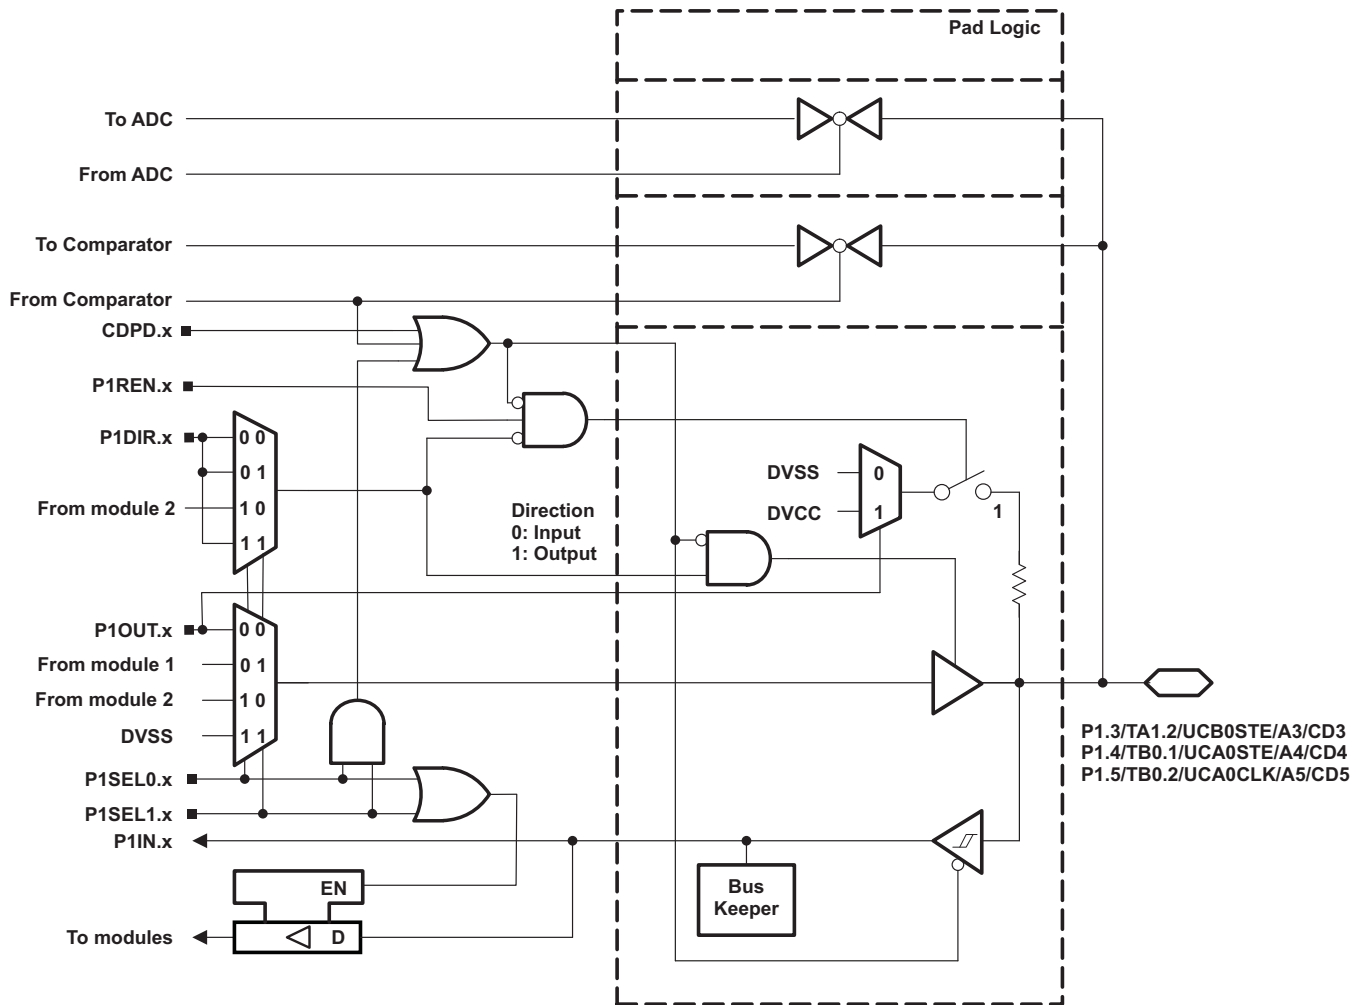 Pad Logic
To ADC
From ADC
To Comparator
From Comparator
CDPD.x
P1REN.x
P1DIR.x
0 0
0 1
From module 2
1 0
1 1
Direction
0: Input
1: Output
DVSS
0
DVCC
1
1
P1OUT.x
0 0
From module 1
0 1
From module 2
1 0
DVSS
1 1
P1SEL0.x
P1SEL1.x
P1IN.x
EN
To modules
D
Bus
Keeper
P1.3/TA1.2/UCB0STE/A3/CD3
P1.4/TB0.1/UCA0STE/A4/CD4
P1.5/TB0.2/UCA0CLK/A5/CD5